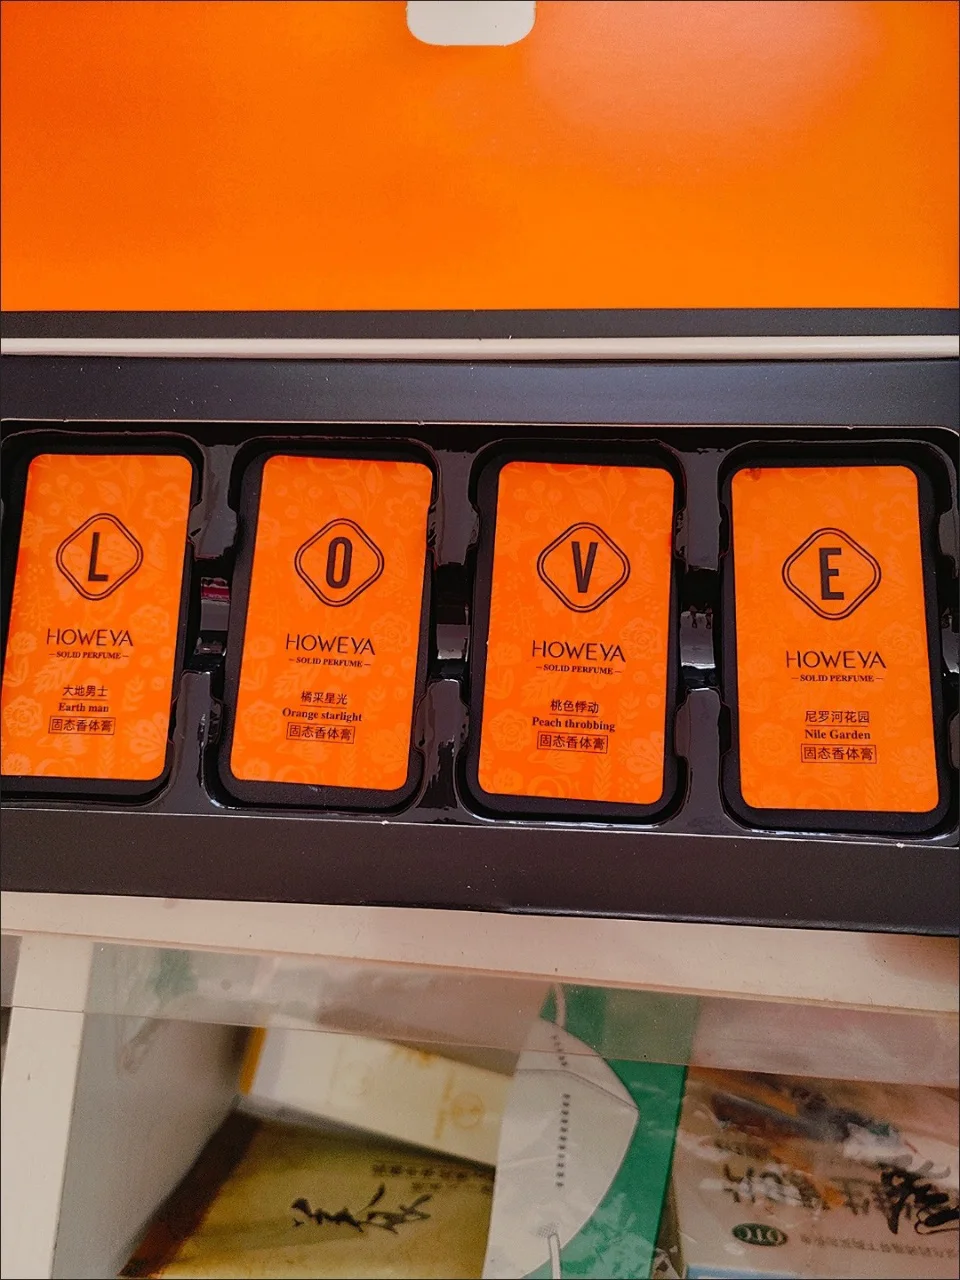 L
HOWEYA
SOLID PERFUME
大地男士
Earth man
固态香体膏
O
HOWEYA
SOLID PERFUME
橘采星光
Orange starlight
固态香体膏
V
HOWEYA
SOLID PERFUME
桃色悸动
Peach throbbing
固态香体膏
E
HOWEYA
SOLID PERFUME
尼罗河花园
Nile Garden
固态香体膏
OTC